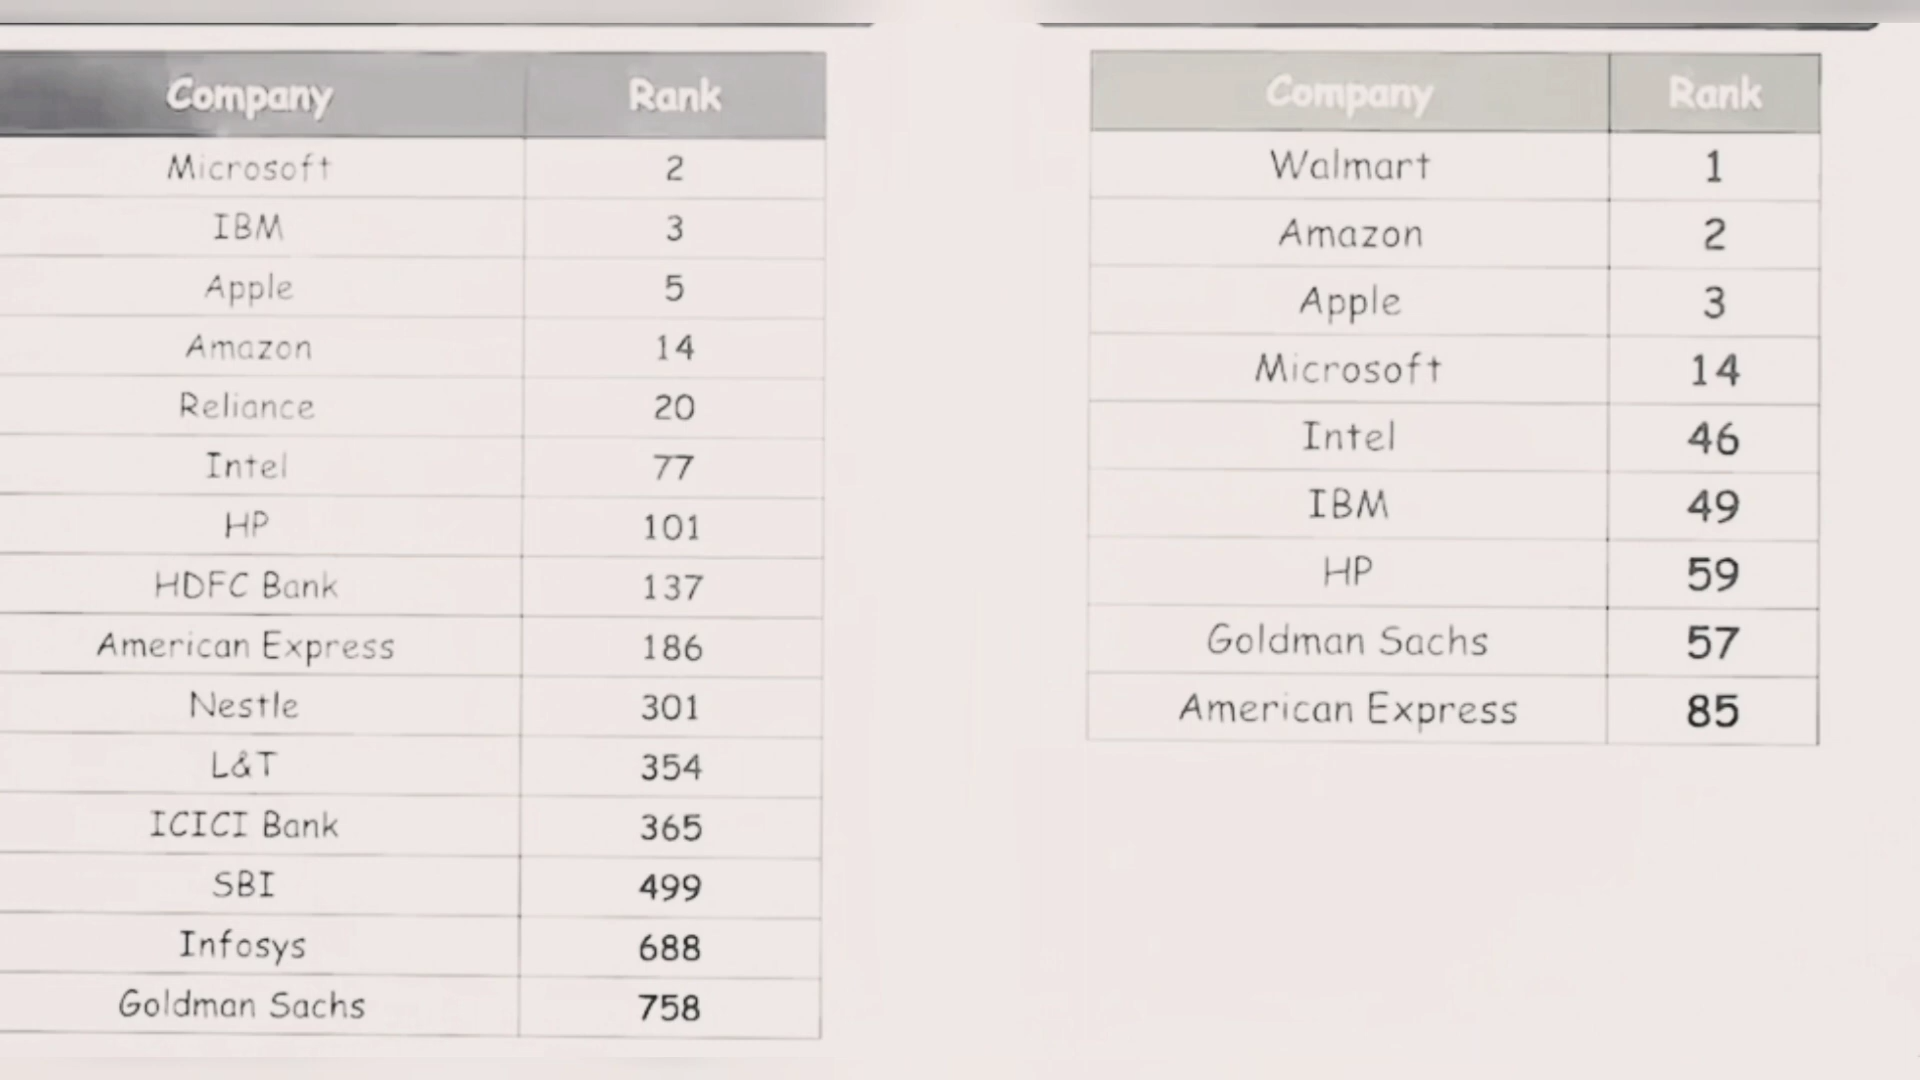 Company Rank
Microsoft 2
IBM 3
Apple 5
Amazon 14
Reliance 20
Intel 77
HP 101
HDFC Bank 137
American Express 186
Nestle 301
L&T 354
ICICI Bank 365
SBI 499
Infosys 688
Goldman Sachs 758
Company Rank
Walmart 1
Amazon 2
Apple 3
Microsoft 14
Intel 46
IBM 49
HP 59
Goldman Sachs 57
American Express 85